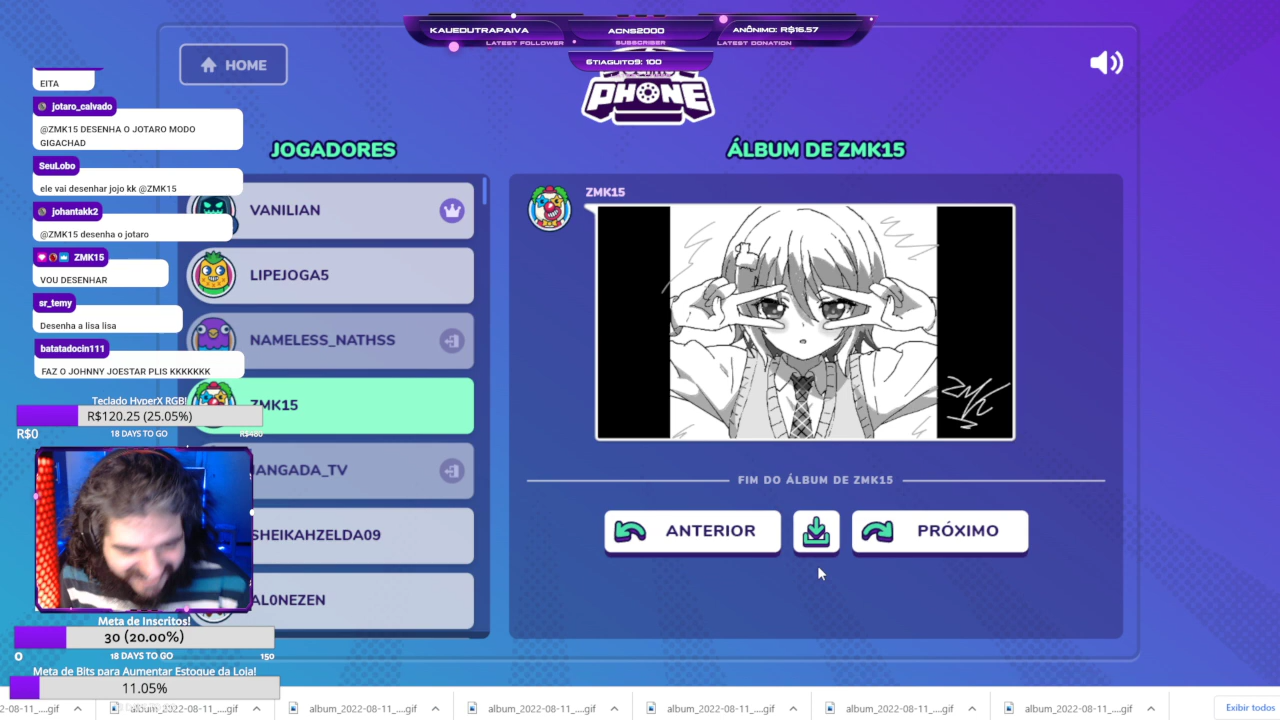 KAUEDUTRAPAIVA
LATEST FOLLOWER
ACNS2000
SUBSCRIBER
ANÔNIMO: R$16.57
LATEST DONATION
6TIAGUITO9: 100
PHONE
HOME
EITA
jotaro_calvado
@ZMK15 DESENHA O JOTARO MODO
GIGACHAD
SeuLobo
ele vai desenhar jojo kk @ZMK15
johantakk2
@ZMK15 desenha o jotaro
ZMK15
VOU DESENHAR
sr_temy
Desenha a lisa lisa
batatadocin111
FAZ O JOHNNY JOESTAR PLIS KKKKKKK
Teclado HyperX RGB!
R$120.25 (25.05%)
R$0
18 DAYS TO GO
R$480
Meta de Inscritos!
30 (20.00%)
0
18 DAYS TO GO
150
Meta de Bits para Aumentar Estoque da Loja!
11.05%
JOGADORES
VANILIAN
LIPEJOGA5
NAMELESS_NATHSS
ZMK15
JANGADA_TV
SHEIKAHZELDA09
AL0NEZEN
ÁLBUM DE ZMK15
ZMK15
ZMK
15
FIM DO ÁLBUM DE ZMK15
ANTERIOR
PRÓXIMO
2-08-11_....gif
album_2022-08-11_....gif
album_2022-08-11_....gif
album_2022-08-11_....gif
album_2022-08-11_....gif
album_2022-08-11_....gif
album_2022-08-11_....gif
Exibir todos